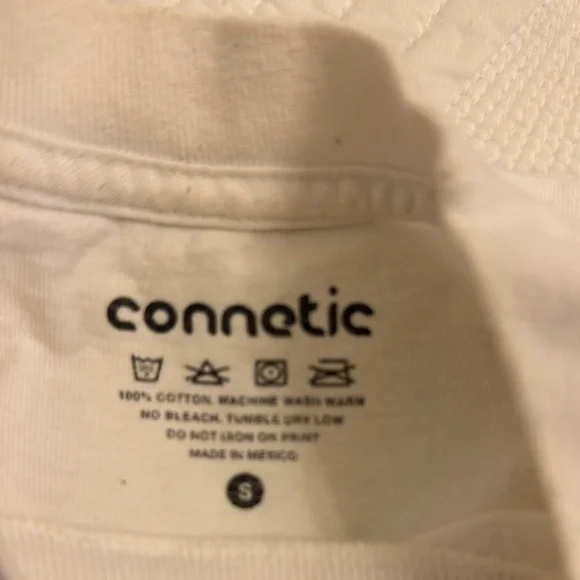 connetic
100% COTTON. MACHINE WASH WARM
NO BLEACH. TUMBLE DRY LOW
DO NOT IRON ON PRINT
MADE IN MEXICO
S